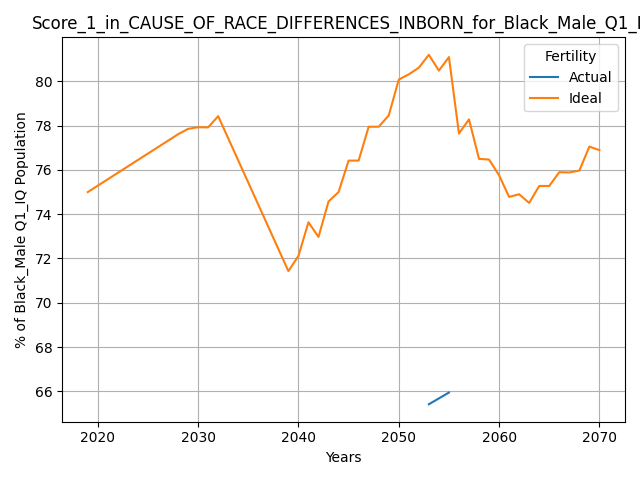 Score_1_in_CAUSE_OF_RACE_DIFFERENCES_INBORN_for_Black_Male_Q1_I
Fertility
Actual
Ideal
% of Black_Male Q1_IQ Population
80
78
76
74
72
70
68
66
2020 2030 2040 2050 2060 2070
Years